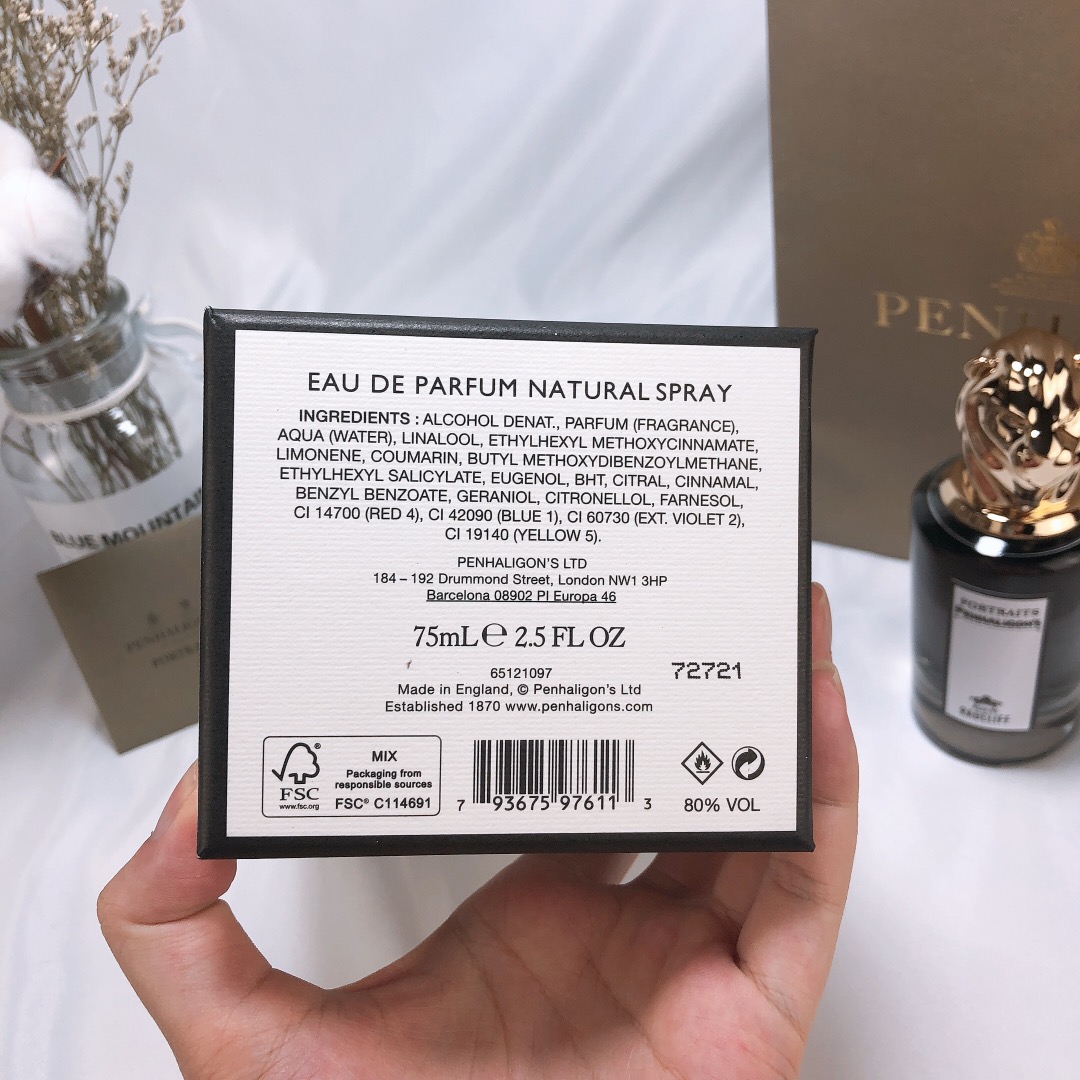 EAU DE PARFUM NATURAL SPRAY
INGREDIENTS : ALCOHOL DENAT., PARFUM (FRAGRANCE),
AQUA (WATER), LINALOOL, ETHYLHEXYL METHOXYCINNAMATE,
LIMONENE, COUMARIN, BUTYL METHOXYDIBENZOYLMETHANE,
ETHYLHEXYL SALICYLATE, EUGENOL, BHT, CITRAL, CINNAMAL,
BENZYL BENZOATE, GERANIOL, CITRONELLOL, FARNESOL,
CI 14700 (RED 4), CI 42090 (BLUE 1), CI 60730 (EXT. VIOLET 2),
CI 19140 (YELLOW 5).
PENHALIGON'S LTD
184 – 192 Drummond Street, London NW1 3HP
Barcelona 08902 Pl Europa 46
75mL ℮ 2.5 FL OZ
65121097
72721
Made in England, © Penhaligon's Ltd
Established 1870 www.penhaligons.com
FSC®
www.fsc.org
MIX
Packaging from
responsible sources
FSC® C114691
7 93675 97611 3
80% VOL
PEN
BLUE MOUNTA
PORTRAITS
PENHALIGON'S
RADCLIFF